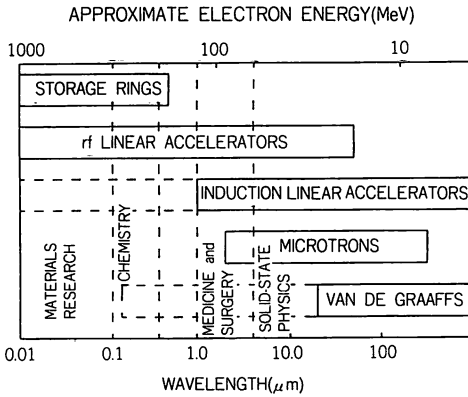 APPROXIMATE ELECTRON ENERGY(MeV)
1000 100 50 10
STORAGE RINGS
rf LINEAR ACCELERATORS
INDUCTION LINEAR ACCELERATORS
MICROTRONS
VAN DE GRAAFFS
MATERIALS
RESEARCH
CHEMISTRY
MEDICINE and
SURGERY
SOLID-STATE
PHYSICS
0.01 0.1 1.0 10.0 100
WAVELENGTH(μm)